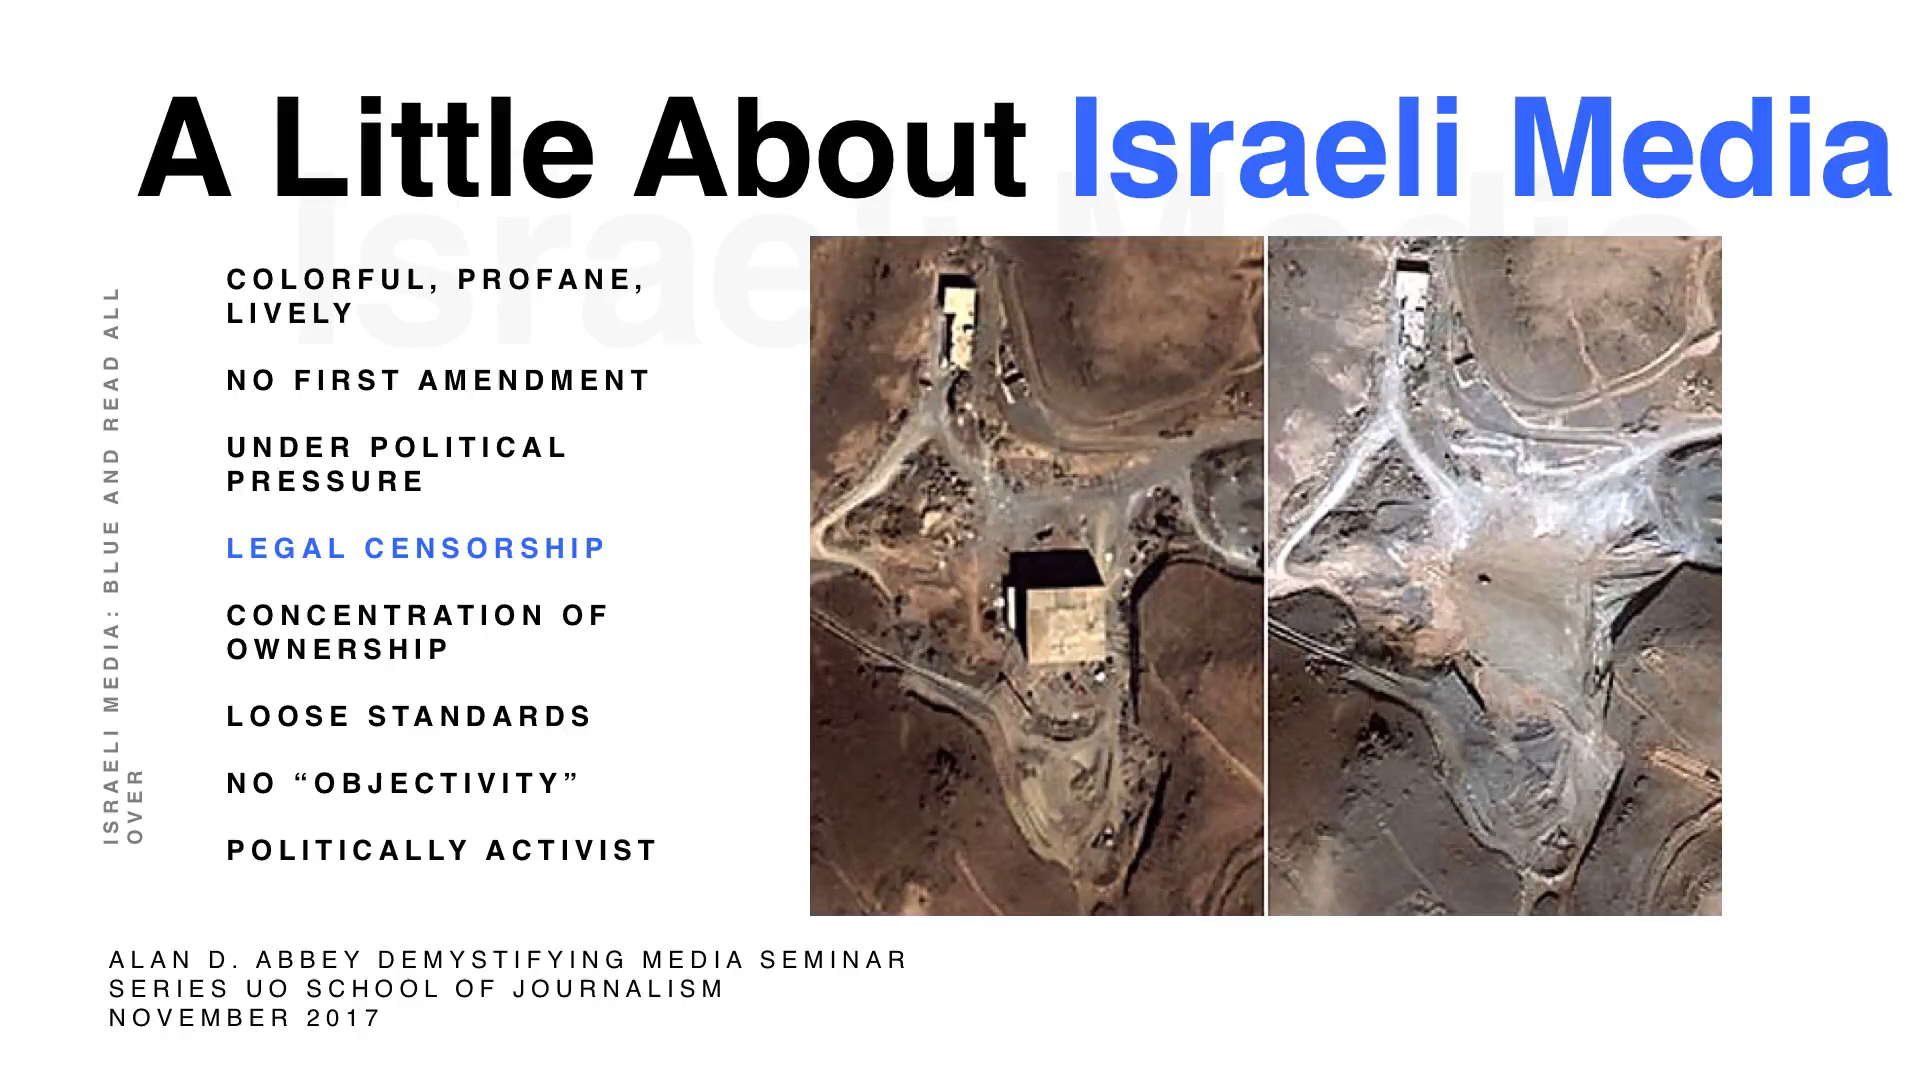 A Little About Israeli Media
Israeli Media
COLORFUL, PROFANE,
LIVELY
NO FIRST AMENDMENT
UNDER POLITICAL
PRESSURE
LEGAL CENSORSHIP
CONCENTRATION OF
OWNERSHIP
LOOSE STANDARDS
NO “OBJECTIVITY”
POLITICALLY ACTIVIST
ISRAELI MEDIA: BLUE AND READ ALL
OVER
ALAN D. ABBEY DEMYSTIFYING MEDIA SEMINAR
SERIES UO SCHOOL OF JOURNALISM
NOVEMBER 2017